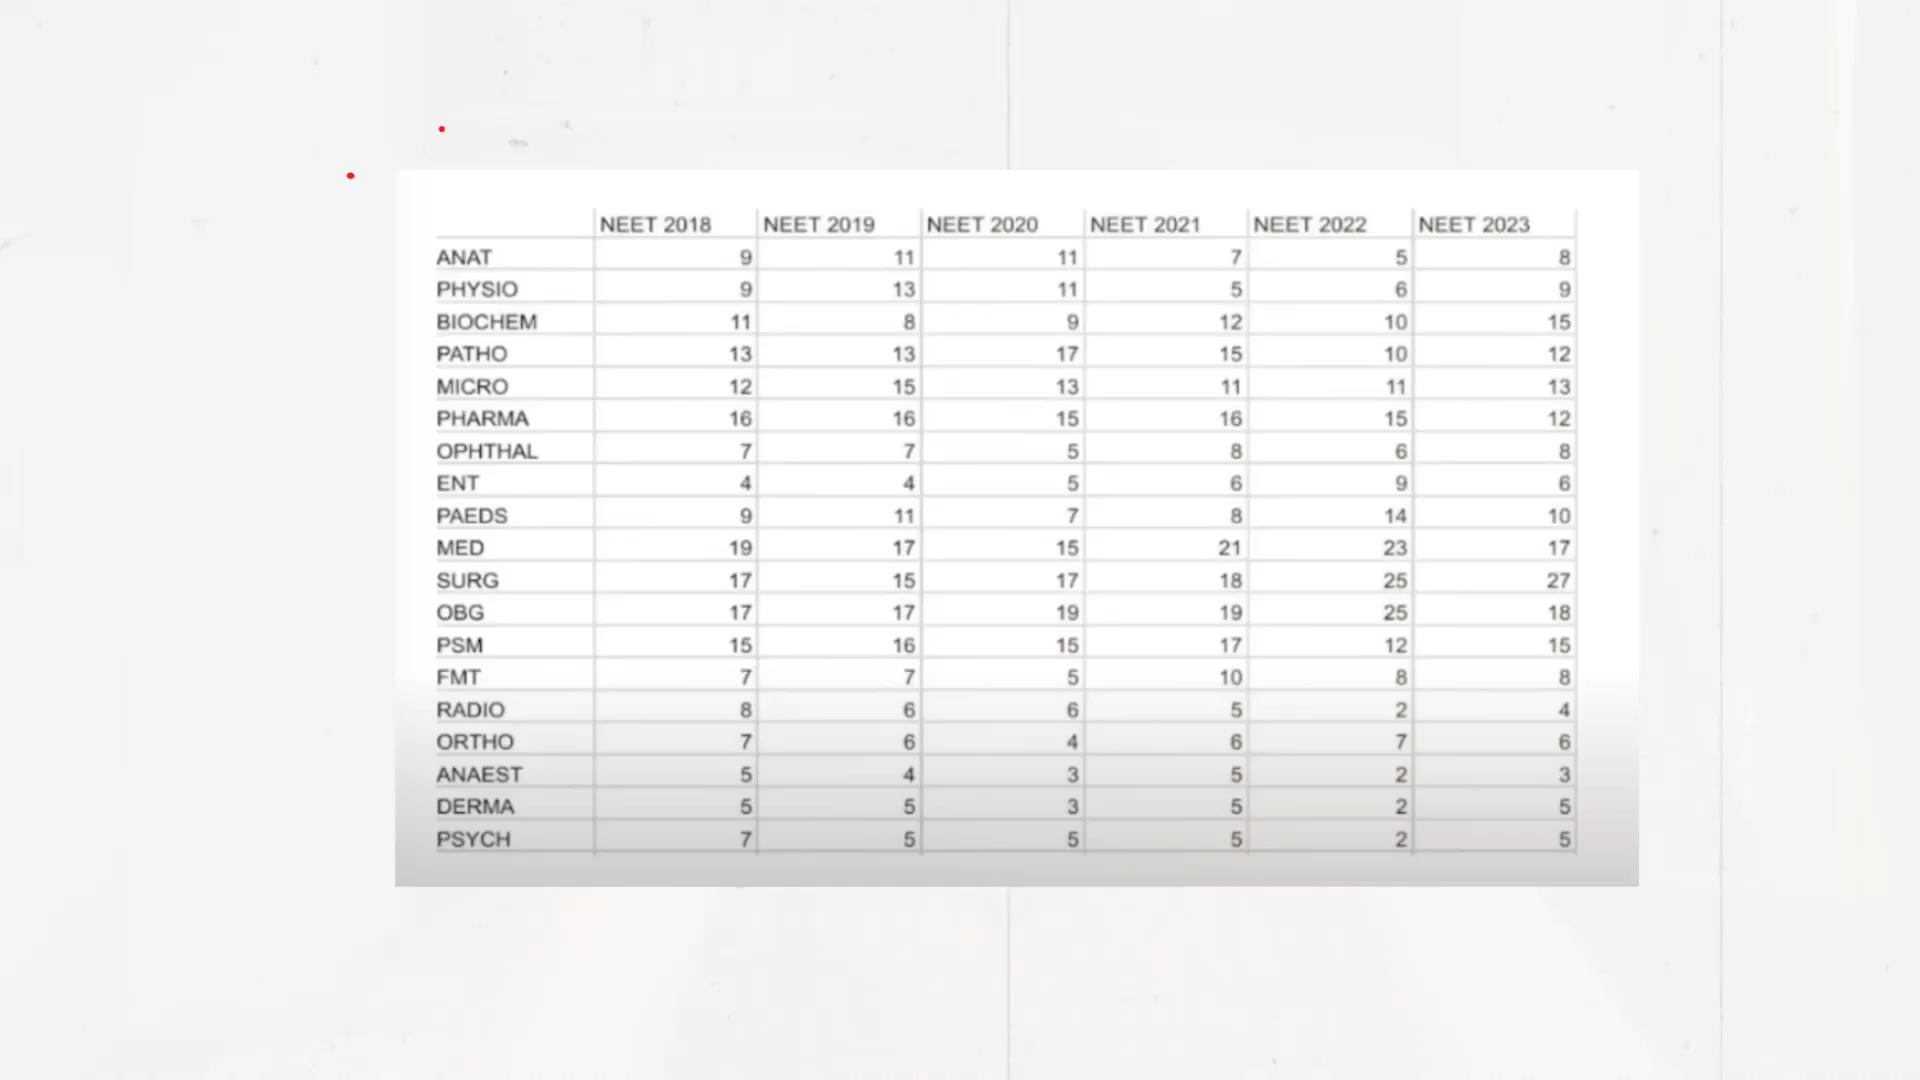 NEET 2018 NEET 2019 NEET 2020 NEET 2021 NEET 2022 NEET 2023
ANAT 9 11 11 7 5 8
PHYSIO 9 13 11 5 6 9
BIOCHEM 11 8 9 12 10 15
PATHO 13 13 17 15 10 12
MICRO 12 15 13 11 11 13
PHARMA 16 16 15 16 15 12
OPHTHAL 7 7 5 8 6 8
ENT 4 4 5 6 9 6
PAEDS 9 11 7 8 14 10
MED 19 17 15 21 23 17
SURG 17 15 17 18 25 27
OBG 17 17 19 19 25 18
PSM 15 16 15 17 12 15
FMT 7 7 5 10 8 8
RADIO 8 6 6 5 2 4
ORTHO 7 6 4 6 7 6
ANAEST 5 4 3 5 2 3
DERMA 5 5 3 5 2 5
PSYCH 7 5 5 5 2 5